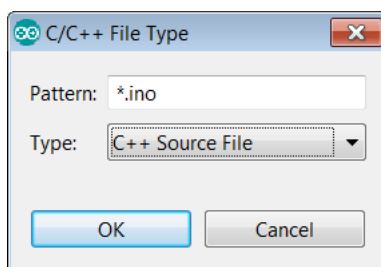 C/C++ File Type
Pattern: *.ino
Type: C++ Source File
OK Cancel